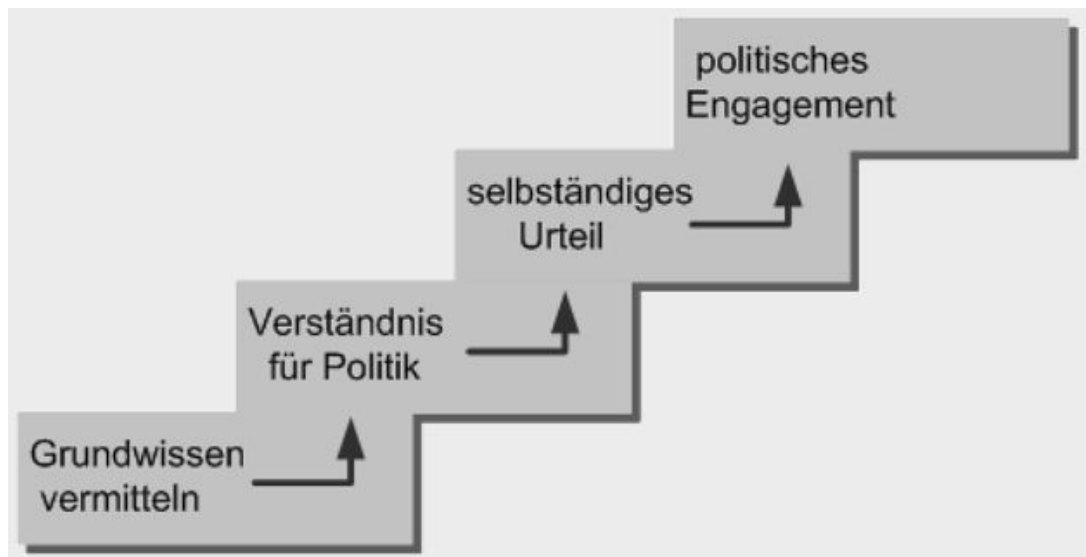 politisches
Engagement
selbständiges
Urteil
Verständnis
für Politik
Grundwissen
vermitteln